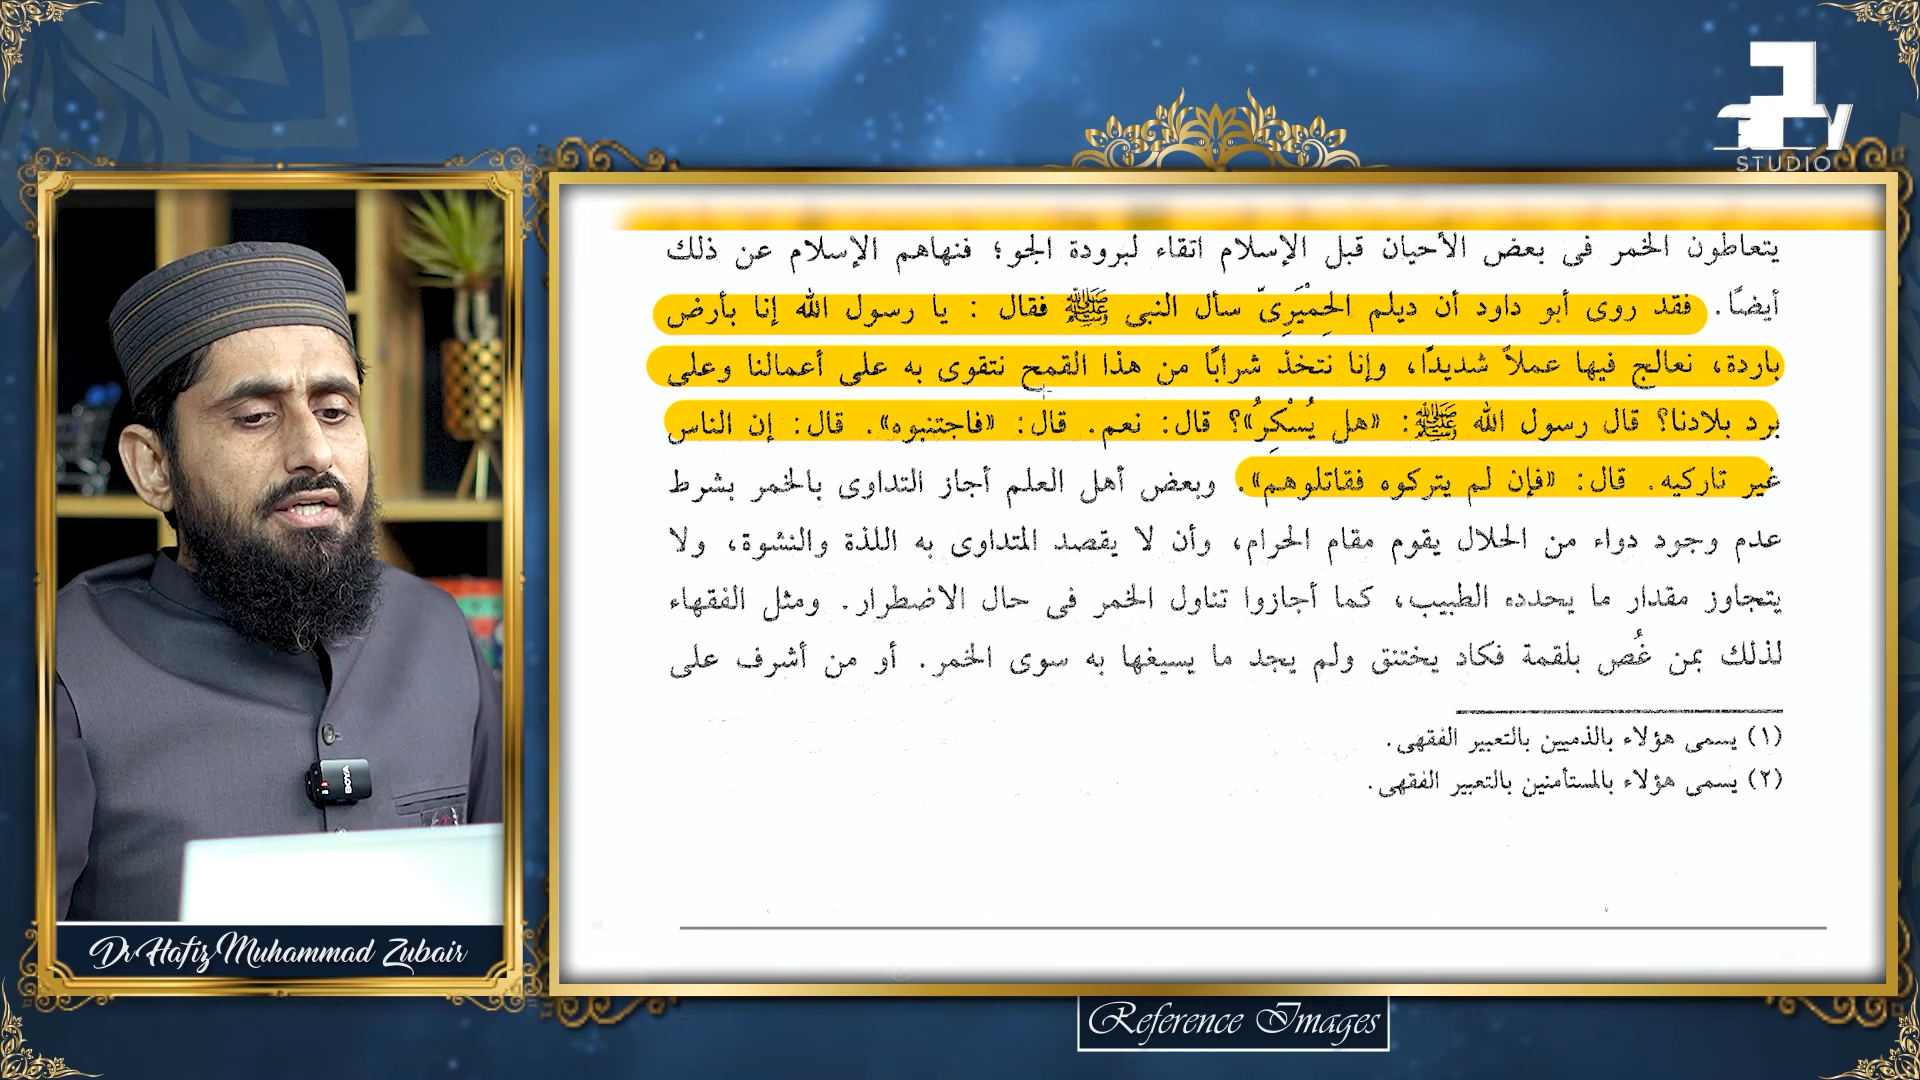 STUDIO
يتعاطون الخمر فى بعض الأحيان قبل الإسلام اتقاء لبرودة الجو؛ فنهاهم الإسلام عن ذلك
أيضًا. فقد روى أبو داود أن ديلم الحِمْيَرِىّ سأل النبى ﷺ فقال : يا رسول الله إنا بأرض
باردة، نعالج فيها عملاً شديدًا، وإنا نتخذ شرابًا من هذا القمح نتقوى به على أعمالنا وعلى
برد بلادنا؟ قال رسول الله ﷺ: «هل يُسْكِرُ»؟ قال: نعم. قال: «فاجتنبوه». قال: إن الناس
غير تاركيه. قال: «فإن لم يتركوه فقاتلوهم». وبعض أهل العلم أجاز التداوى بالخمر بشرط
عدم وجود دواء من الحلال يقوم مقام الحرام، وأن لا يقصد المتداوى به اللذة والنشوة، ولا
يتجاوز مقدار ما يحدده الطبيب، كما أجازوا تناول الخمر فى حال الاضطرار. ومثل الفقهاء
لذلك بمن غُص بلقمة فكاد يختنق ولم يجد ما يسيغها به سوى الخمر. أو من أشرف على
(١) يسمى هؤلاء بالذميين بالتعبير الفقهى.
(٢) يسمى هؤلاء بالمستأمنين بالتعبير الفقهى.
BOYA
Dr Hafiz Muhammad Zubair
Reference Images